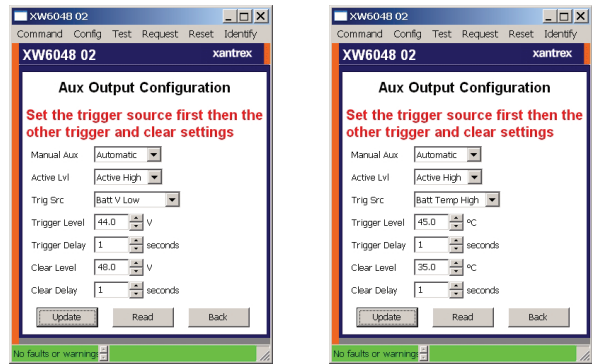 XW6048 02
Command Config Test Request Reset Identify
XW6048 02 xantrex
Aux Output Configuration
Set the trigger source first then the
other trigger and clear settings
Manual Aux Automatic
Active Lvl Active High
Trig Src Batt V Low
Trigger Level 44.0 V
Trigger Delay 1 seconds
Clear Level 48.0 V
Clear Delay 1 seconds
Update Read Back
No faults or warnings
XW6048 02
Command Config Test Request Reset Identify
XW6048 02 xantrex
Aux Output Configuration
Set the trigger source first then the
other trigger and clear settings
Manual Aux Automatic
Active Lvl Active High
Trig Src Batt Temp High
Trigger Level 45.0 ºC
Trigger Delay 1 seconds
Clear Level 35.0 ºC
Clear Delay 1 seconds
Update Read Back
No faults or warnings